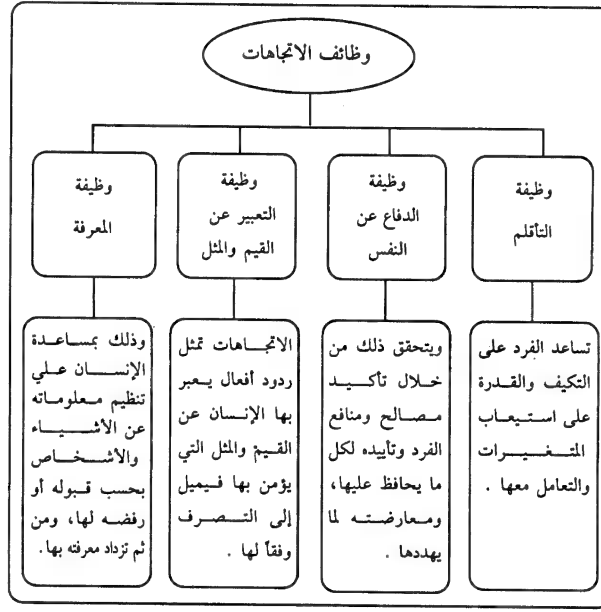 وظائف الاتجاهات
وظيفة
التأقلم
وظيفة
الدفاع عن
النفس
وظيفة
التعبير عن
القيم والمثل
وظيفة
المعرفة
تساعد الفرد على
التكيف والقدرة
على استيعاب
المتغيرات
والتعامل معها .
ويتحقق ذلك من
خلال تأكيد
مصالح ومنافع
الفرد وتأييده لكل
ما يحافظ عليها،
ومعارضته لما
يهددها .
الاتجاهات تمثل
ردود أفعال يعبر
بها الإنسان عن
القيم والمثل التي
يؤمن بها فيميل
إلى التصرف
وفقاً لها .
وذلك بمساعدة
الإنسان علي
تنظيم معلوماته
عن الأشياء
والأشخاص
بحسب قبوله أو
رفضه لها، ومن
ثم تزداد معرفته بها.